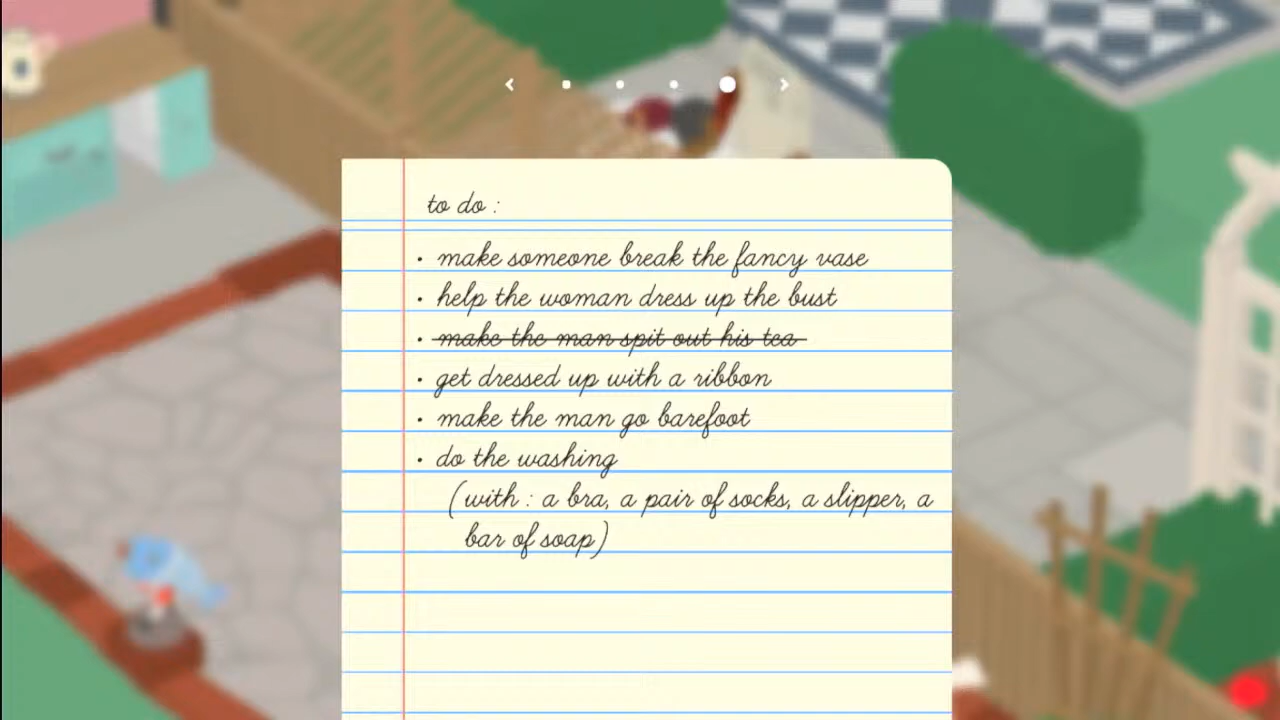 to do :
• make someone break the fancy vase
• help the woman dress up the bust
• make the man spit out his tea
• get dressed up with a ribbon
• make the man go barefoot
• do the washing
(with : a bra, a pair of socks, a slipper, a
bar of soap)